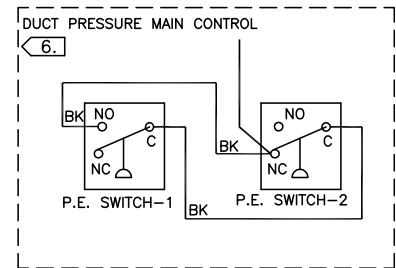 DUCT PRESSURE MAIN CONTROL
6.
BK NO
C
NC
BK
NO
C
NC
P.E. SWITCH-1
BK
P.E. SWITCH-2